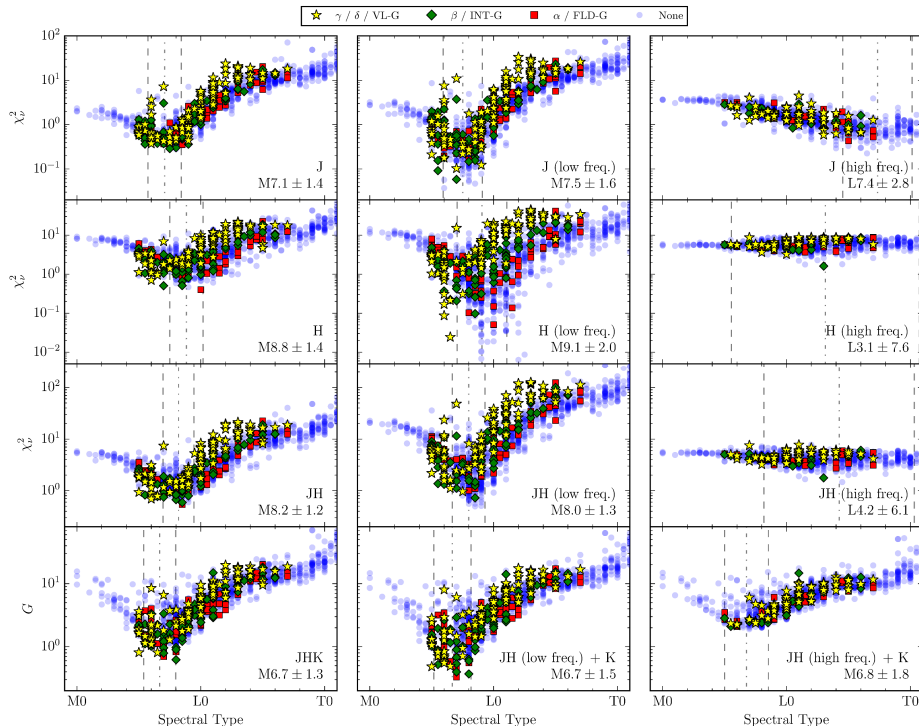 γ / δ / VL-G β / INT-G α / FLD-G None
10² 10¹ 10⁰ 10⁻¹
χ²ᵥ
J
M7.1 ± 1.4
J (low freq.)
M7.5 ± 1.6
J (high freq.)
L7.4 ± 2.8
10¹ 10⁰ 10⁻¹ 10⁻²
χ²ᵥ
H
M8.8 ± 1.4
H (low freq.)
M9.1 ± 2.0
H (high freq.)
L3.1 ± 7.6
10² 10¹ 10⁰
χ²ᵥ
JH
M8.2 ± 1.2
JH (low freq.)
M8.0 ± 1.3
JH (high freq.)
L4.2 ± 6.1
10¹ 10⁰
G
JHK
M6.7 ± 1.3
JH (low freq.) + K
M6.7 ± 1.5
JH (high freq.) + K
M6.8 ± 1.8
M0 L0 T0 M0 L0 T0 M0 L0 T0
Spectral Type Spectral Type Spectral Type